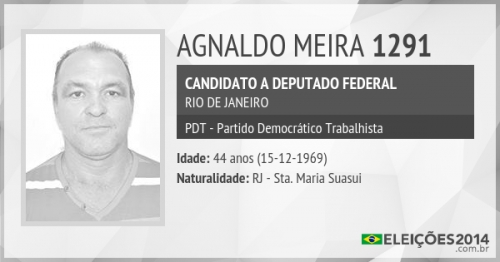 AGNALDO MEIRA 1291
CANDIDATO A DEPUTADO FEDERAL
RIO DE JANEIRO
PDT - Partido Democrático Trabalhista
Idade: 44 anos (15-12-1969)
Naturalidade: RJ - Sta. Maria Suasui
ELEIÇÕES2014
.com.br